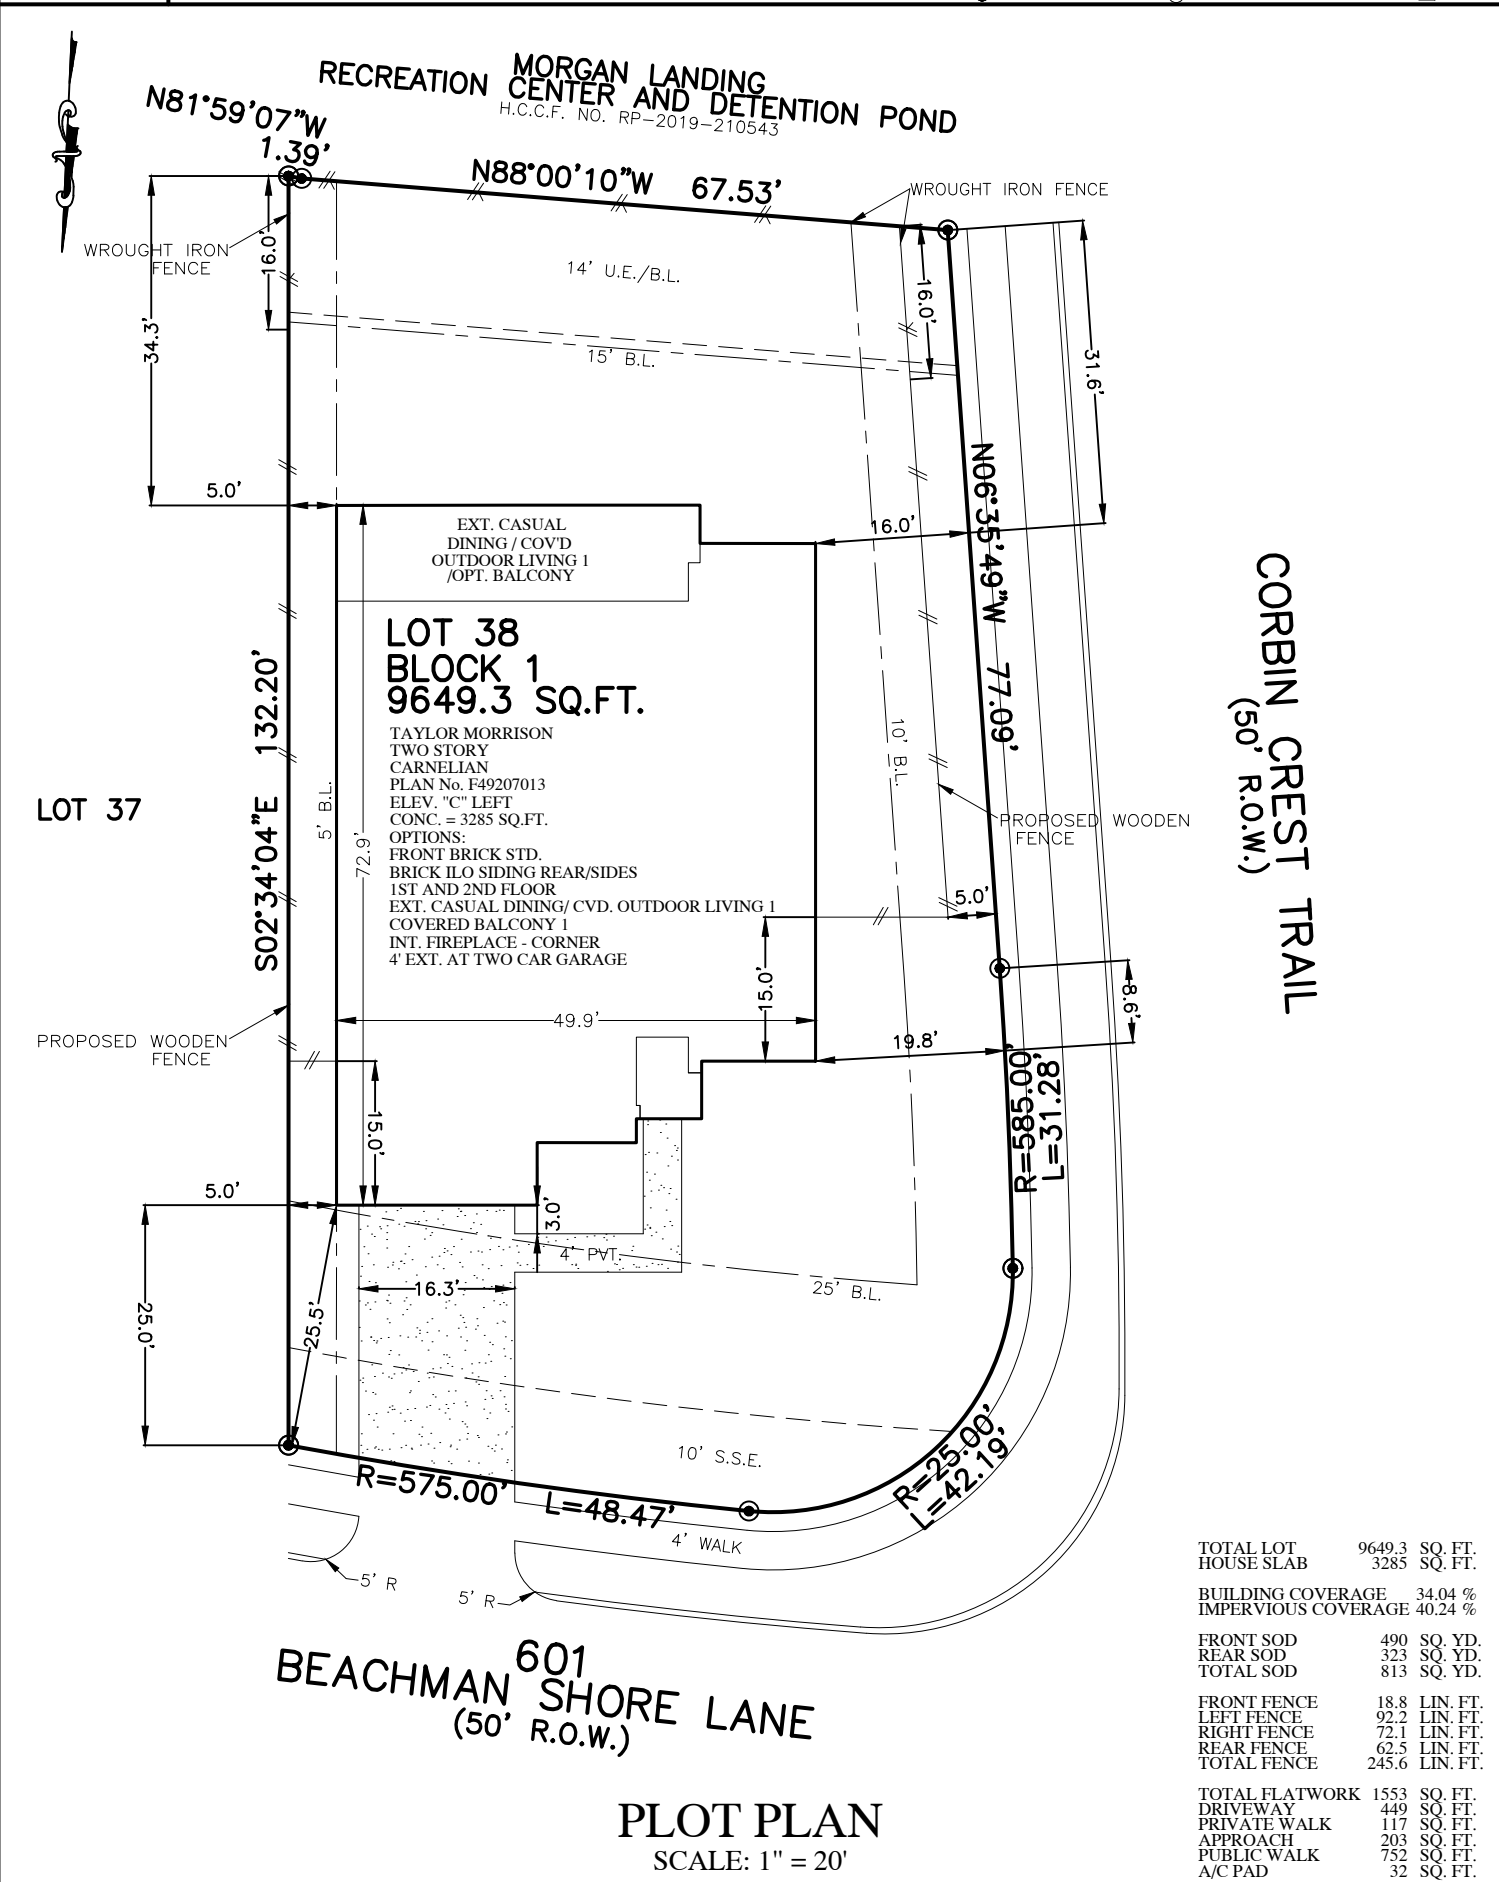 MORGAN LANDING
RECREATION CENTER AND DETENTION POND
H.C.C.F. NO. RP-2019-210543
N81°59'07"W
1.39'
N88°00'10"W 67.53'
WROUGHT IRON FENCE
WROUGHT IRON
FENCE
16.0'
14' U.E./B.L.
16.0'
34.3'
15' B.L.
31.6'
5.0'
16.0'
N06°35'49"W 77.09'
EXT. CASUAL
DINING / COV'D
OUTDOOR LIVING 1
/OPT. BALCONY
LOT 38
BLOCK 1
9649.3 SQ.FT.
TAYLOR MORRISON
TWO STORY
CARNELIAN
PLAN No. F49207013
ELEV. "C" LEFT
CONC. = 3285 SQ.FT.
OPTIONS:
FRONT BRICK STD.
BRICK ILO SIDING REAR/SIDES
1ST AND 2ND FLOOR
EXT. CASUAL DINING/ CVD. OUTDOOR LIVING 1
COVERED BALCONY 1
INT. FIREPLACE - CORNER
4' EXT. AT TWO CAR GARAGE
S02°34'04"E 132.20'
LOT 37
5' B.L.
72.9'
10' B.L.
PROPOSED WOODEN
FENCE
CORBIN CREST TRAIL
(50' R.O.W.)
5.0'
15.0'
8.6'
49.9'
19.8'
PROPOSED WOODEN
FENCE
R=585.00'
L=31.28'
15.0'
5.0'
3.0'
4' PVT.
25' B.L.
16.3'
25.0'
25.5'
10' S.S.E.
R=25.00'
L=42.19'
R=575.00' L=48.47'
4' WALK
5' R
5' R
601
BEACHMAN SHORE LANE
(50' R.O.W.)
PLOT PLAN
SCALE: 1" = 20'
TOTAL LOT 9649.3 SQ. FT.
HOUSE SLAB 3285 SQ. FT.
BUILDING COVERAGE 34.04 %
IMPERVIOUS COVERAGE 40.24 %
FRONT SOD 490 SQ. YD.
REAR SOD 323 SQ. YD.
TOTAL SOD 813 SQ. YD.
FRONT FENCE 18.8 LIN. FT.
LEFT FENCE 92.2 LIN. FT.
RIGHT FENCE 72.1 LIN. FT.
REAR FENCE 62.5 LIN. FT.
TOTAL FENCE 245.6 LIN. FT.
TOTAL FLATWORK 1553 SQ. FT.
DRIVEWAY 449 SQ. FT.
PRIVATE WALK 117 SQ. FT.
APPROACH 203 SQ. FT.
PUBLIC WALK 752 SQ. FT.
A/C PAD 32 SQ. FT.